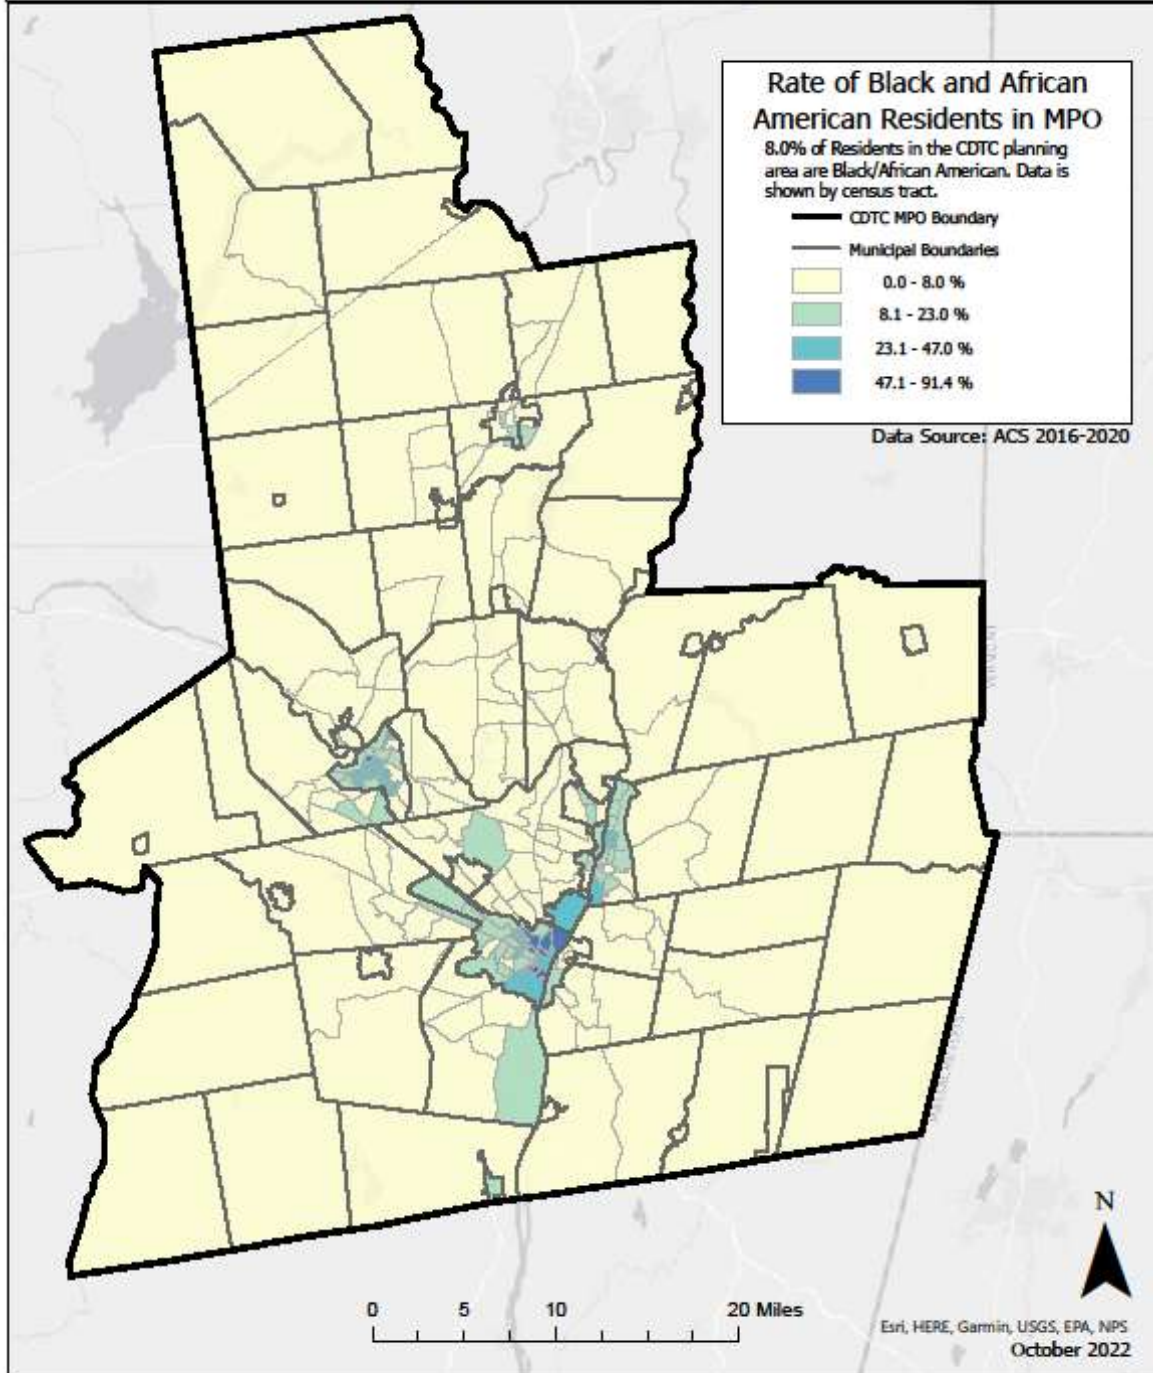 Rate of Black and African
American Residents in MPO
8.0% of Residents in the CDTC planning
area are Black/African American. Data is
shown by census tract.
CDTC MPO Boundary
Municipal Boundaries
0.0 - 8.0 %
8.1 - 23.0 %
23.1 - 47.0 %
47.1 - 91.4 %
Data Source: ACS 2016-2020
VERMONT
N
0 5 10 20 Miles
Esri, HERE, Garmin, USGS, EPA, NPS
October 2022